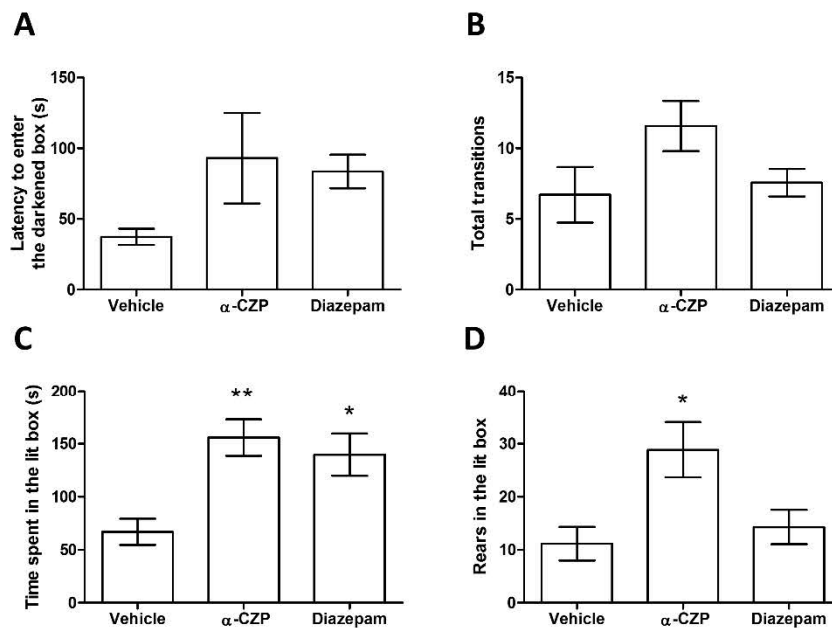 A
Latency to enter
the darkened box (s)
150
100
50
0
Vehicle
α-CZP
Diazepam
B
Total transitions
15
10
5
0
Vehicle
α-CZP
Diazepam
C
Time spent in the lit box (s)
200
150
100
50
0
**
*
Vehicle
α-CZP
Diazepam
D
Rears in the lit box
40
30
20
10
0
*
Vehicle
α-CZP
Diazepam